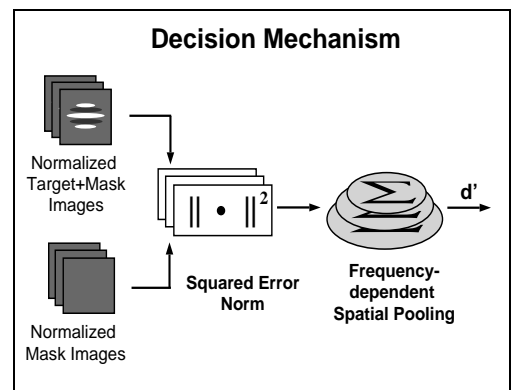 Decision Mechanism
Normalized
Target+Mask
Images
|| • ||²
Σ
Σ
Σ
d’
Squared Error
Norm
Frequency-
dependent
Spatial Pooling
Normalized
Mask Images